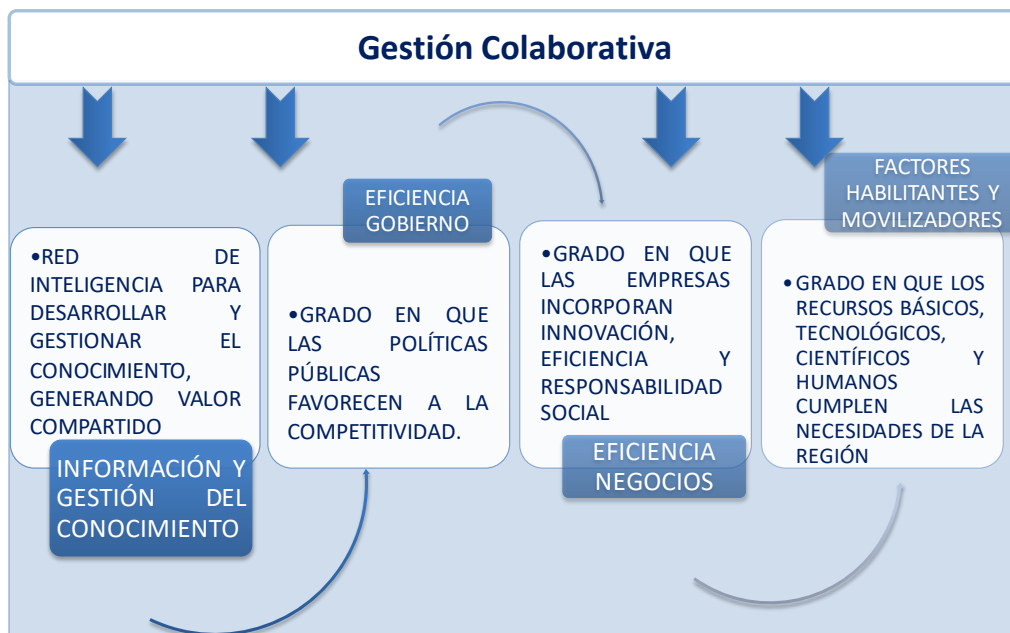 Gestión Colaborativa
•RED DE
INTELIGENCIA PARA
DESARROLLAR Y
GESTIONAR EL
CONOCIMIENTO,
GENERANDO VALOR
COMPARTIDO
INFORMACIÓN Y
GESTIÓN DEL
CONOCIMIENTO
EFICIENCIA
GOBIERNO
•GRADO EN QUE
LAS POLÍTICAS
PÚBLICAS
FAVORECEN A LA
COMPETITIVIDAD.
•GRADO EN QUE
LAS EMPRESAS
INCORPORAN
INNOVACIÓN,
EFICIENCIA Y
RESPONSABILIDAD
SOCIAL
EFICIENCIA
NEGOCIOS
FACTORES
HABILITANTES Y
MOVILIZADORES
•GRADO EN QUE LOS
RECURSOS BÁSICOS,
TECNOLÓGICOS,
CIENTÍFICOS Y
HUMANOS
CUMPLEN LAS
NECESIDADES DE LA
REGIÓN